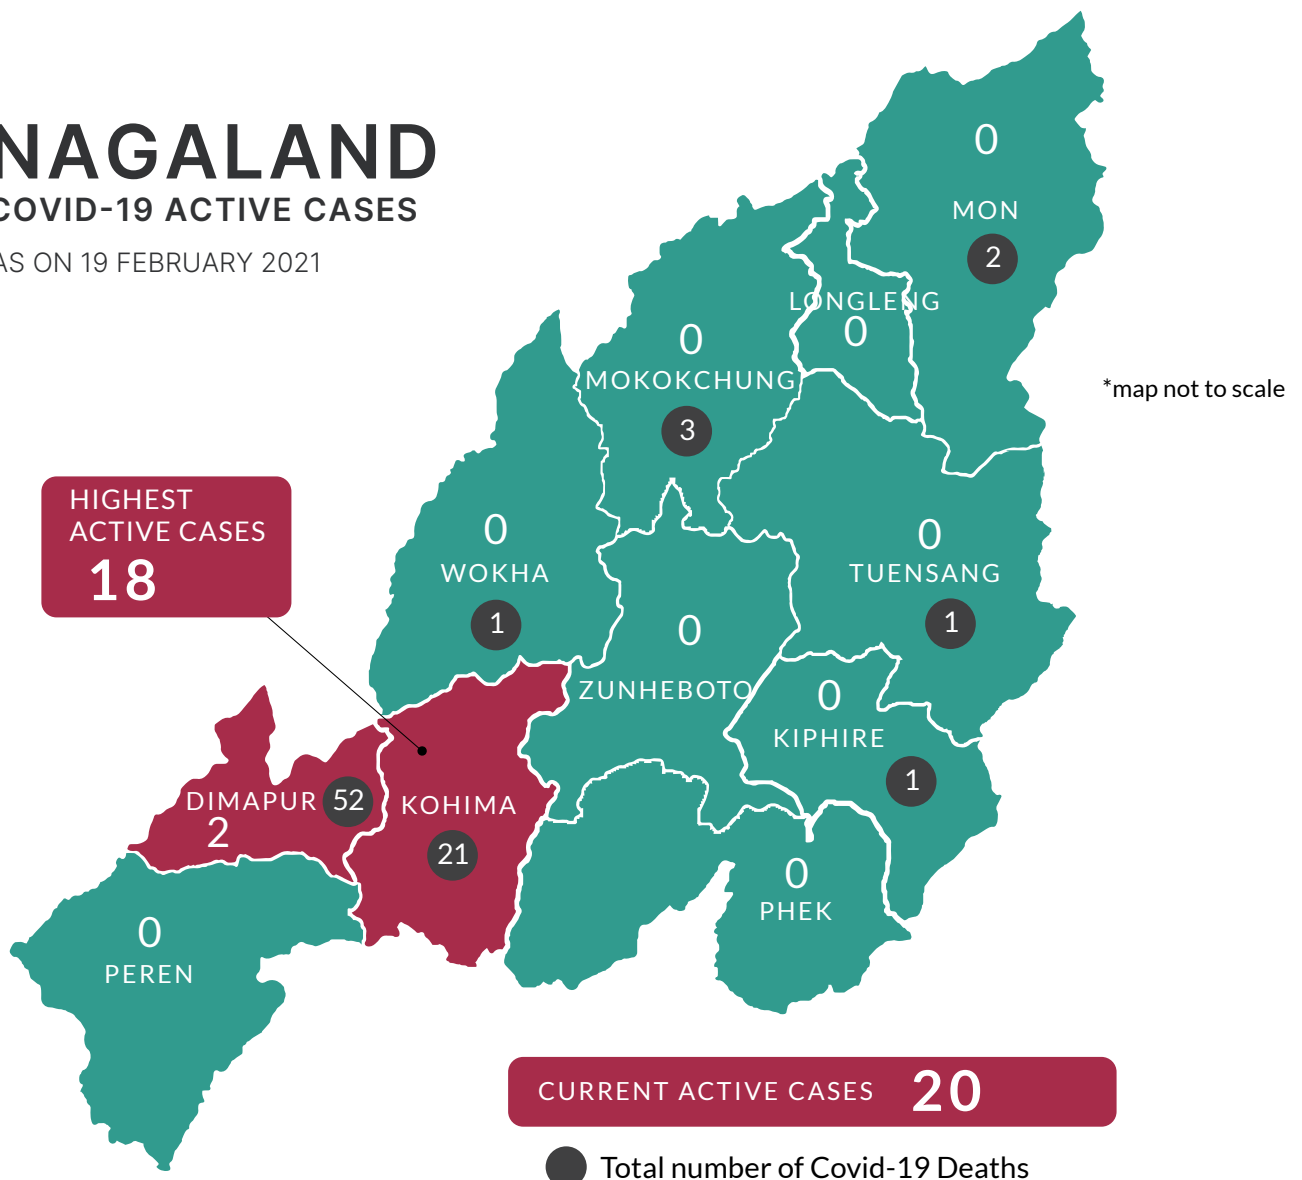 NAGALAND
COVID-19 ACTIVE CASES
AS ON 19 FEBRUARY 2021
0
MON
2
LONGLENG
0
0
MOKOKCHUNG
3
*map not to scale
HIGHEST
ACTIVE CASES
18
0
WOKHA
1
0
TUENSANG
1
0
ZUNHEBOTO
0
KIPHIRE
1
DIMAPUR 52
2
KOHIMA
21
0
PHEK
0
PEREN
CURRENT ACTIVE CASES 20
Total number of Covid-19 Deaths